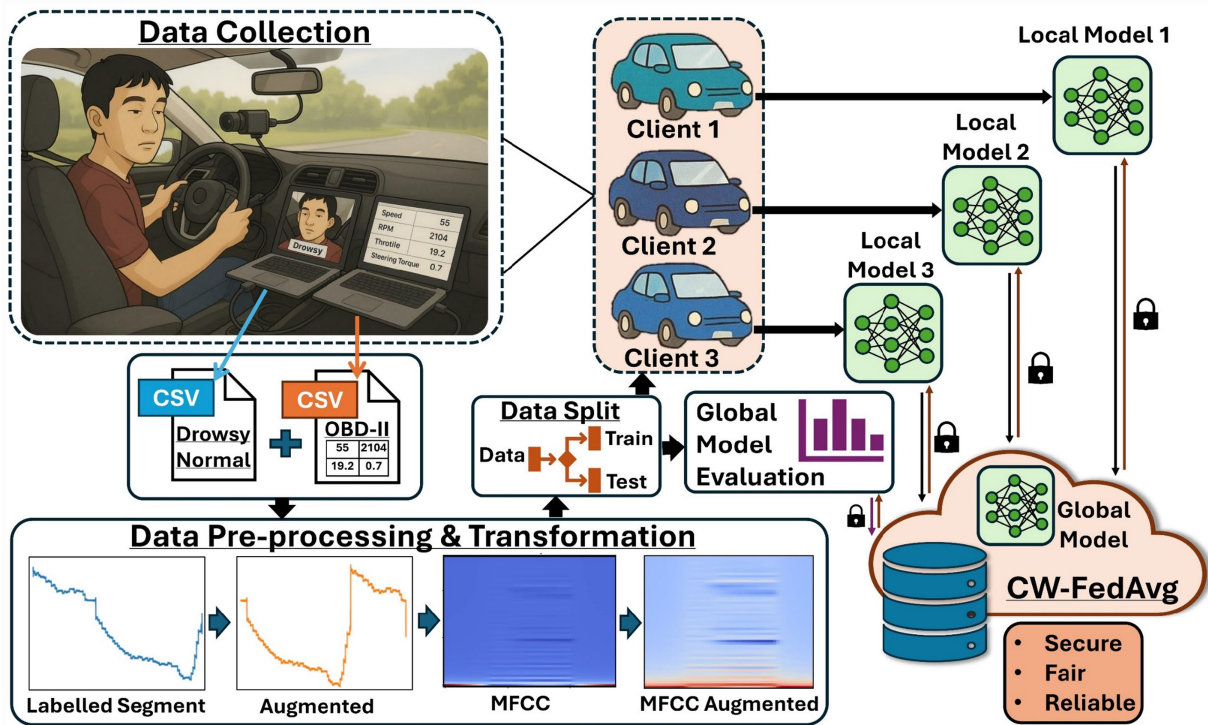 Data Collection
Drowsy
Speed 55
RPM 2104
Throtile 19.2
Steering Torque 0.7
Client 1
Client 2
Client 3
Local Model 1
Local
Model 2
Local
Model 3
CSV
Drowsy
Normal
CSV
OBD-II
55 2104
19.2 0.7
Data Split
Data
Train
Test
Global
Model
Evaluation
Data Pre-processing & Transformation
Labelled Segment
Augmented
MFCC
MFCC Augmented
Global
Model
CW-FedAvg
• Secure
• Fair
• Reliable